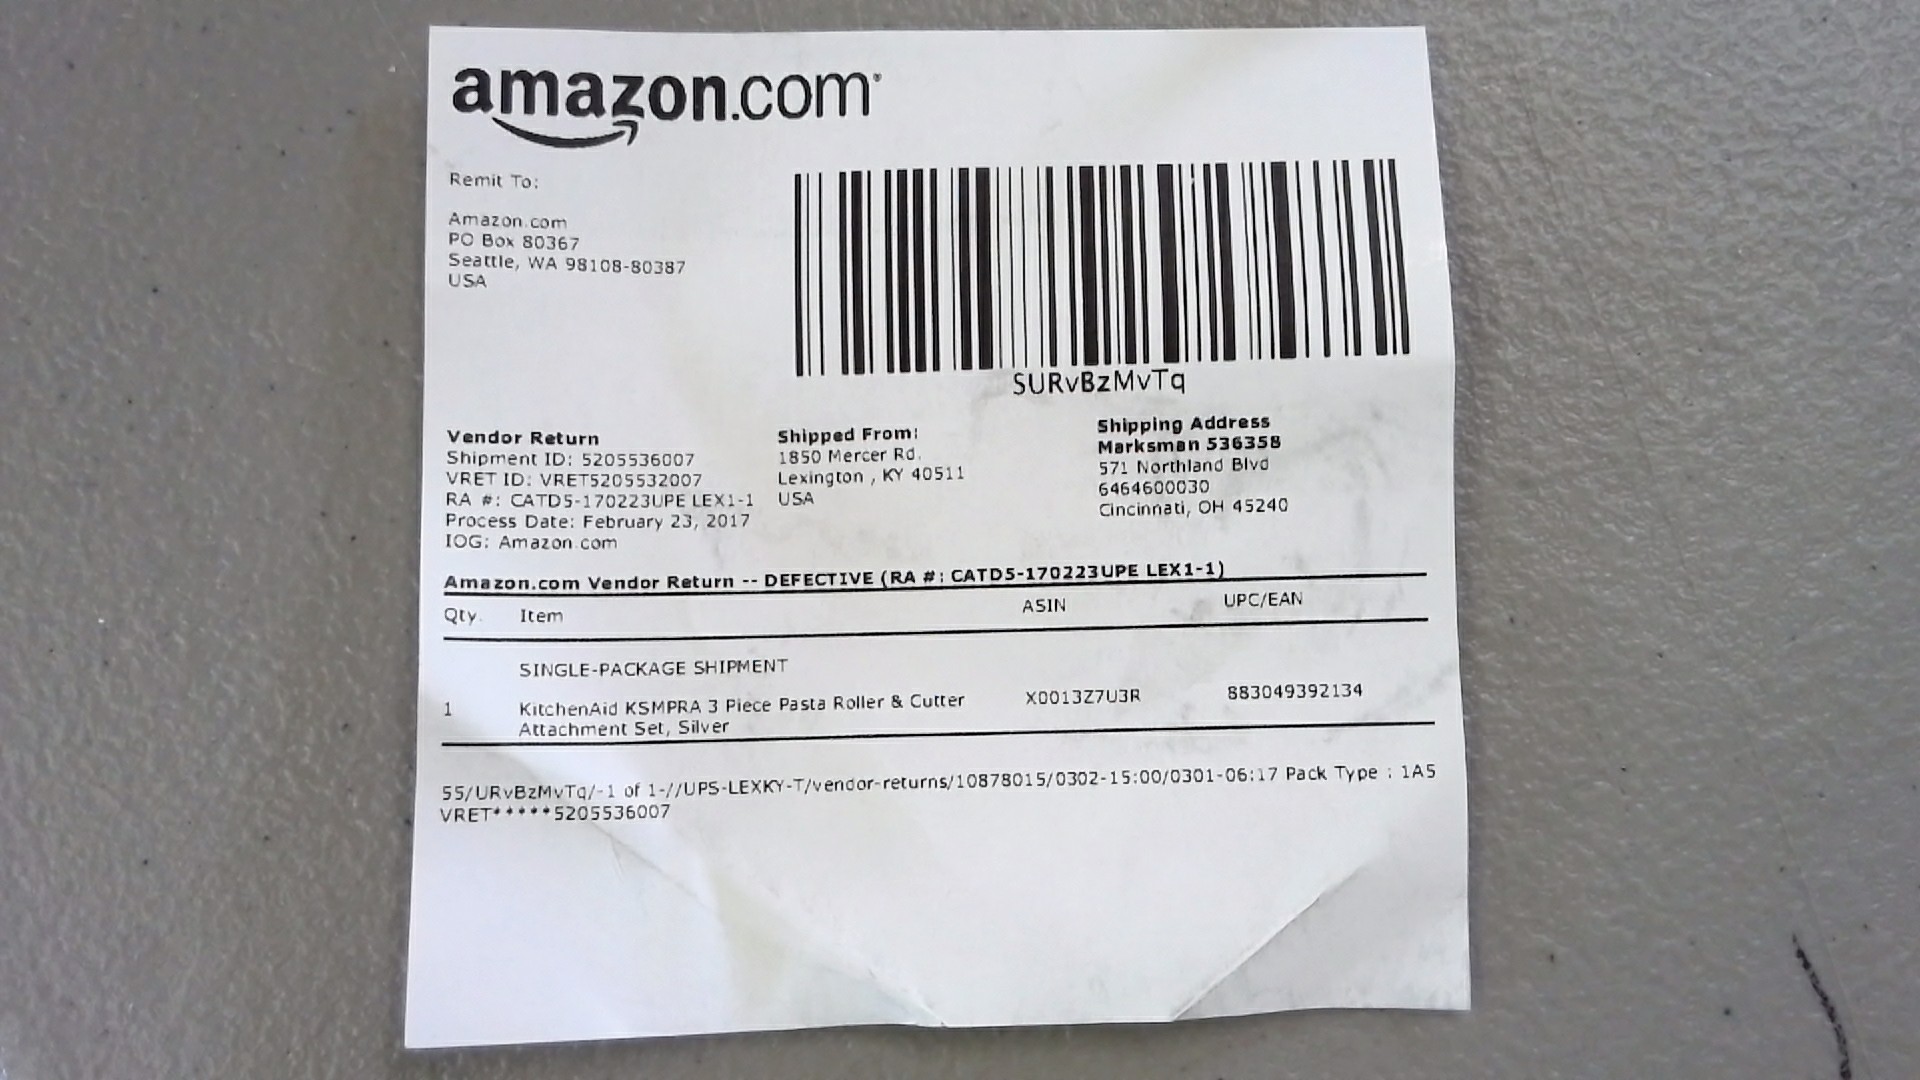 amazon.com
Remit To:
Amazon.com
PO Box 80367
Seattle, WA 98108-80387
USA
SURvBzMvTq
Vendor Return
Shipment ID: 5205536007
VRET ID: VRET5205532007
RA #: CATD5-170223UPE LEX1-1
Process Date: February 23, 2017
IOG: Amazon.com
Shipped From:
1850 Mercer Rd.
Lexington , KY 40511
USA
Shipping Address
Marksman 536358
571 Northland Blvd
6464600030
Cincinnati, OH 45240
Amazon.com Vendor Return -- DEFECTIVE (RA #: CATD5-170223UPE LEX1-1)
Qty. Item ASIN UPC/EAN
SINGLE-PACKAGE SHIPMENT
1 KitchenAid KSMPRA 3 Piece Pasta Roller & Cutter X0013Z7U3R 883049392134
Attachment Set, Silver
55/URvBzMvTq/-1 of 1-//UPS-LEXKY-T/vendor-returns/10878015/0302-15:00/0301-06:17 Pack Type : 1A5
VRET*****5205536007